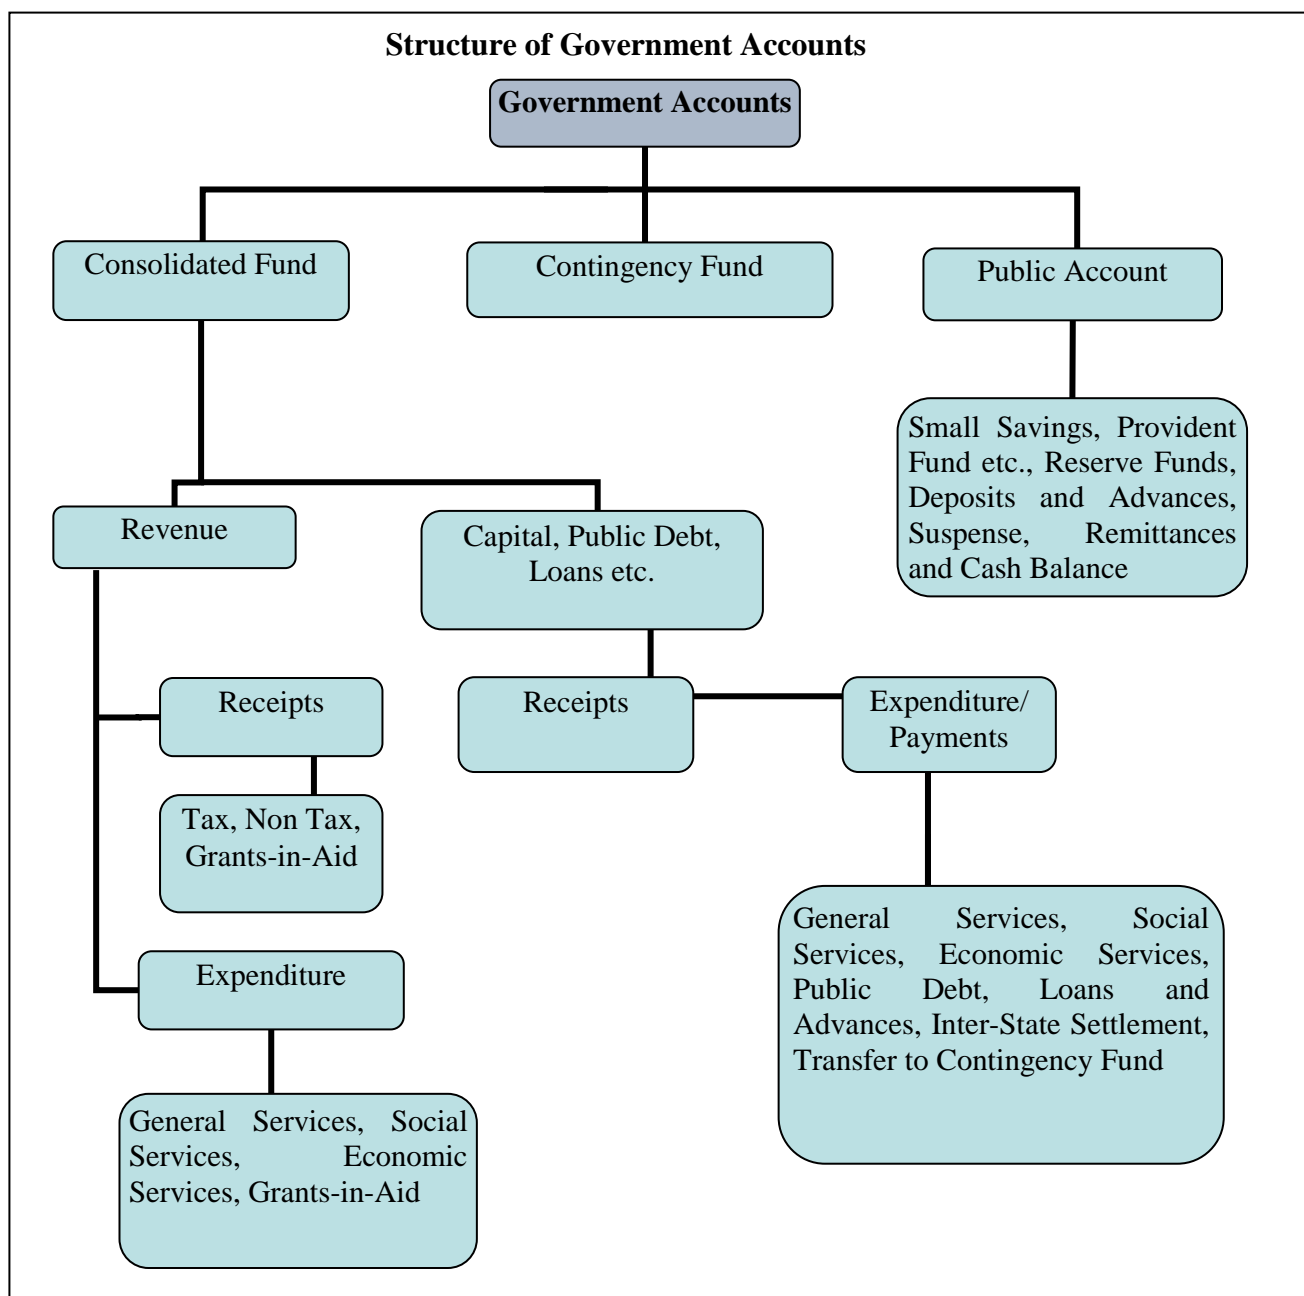 Structure of Government Accounts
Government Accounts
Consolidated Fund
Contingency Fund
Public Account
Small Savings, Provident
Fund etc., Reserve Funds,
Deposits and Advances,
Suspense, Remittances
and Cash Balance
Revenue
Capital, Public Debt,
Loans etc.
Receipts
Receipts
Expenditure/
Payments
Tax, Non Tax,
Grants-in-Aid
General Services, Social
Services, Economic Services,
Public Debt, Loans and
Advances, Inter-State Settlement,
Transfer to Contingency Fund
Expenditure
General Services, Social
Services, Economic
Services, Grants-in-Aid